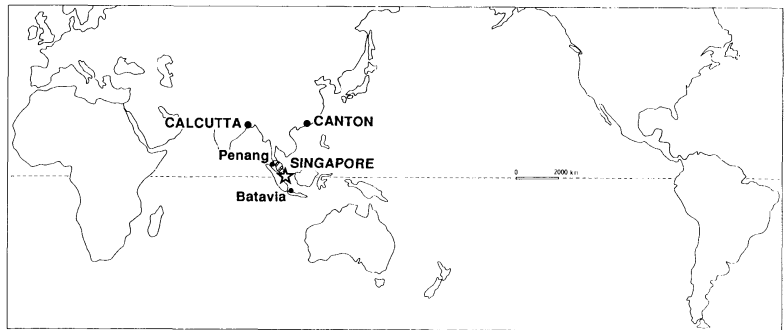 CALCUTTA
CANTON
Penang
SINGAPORE
0 2000 km
Batavia